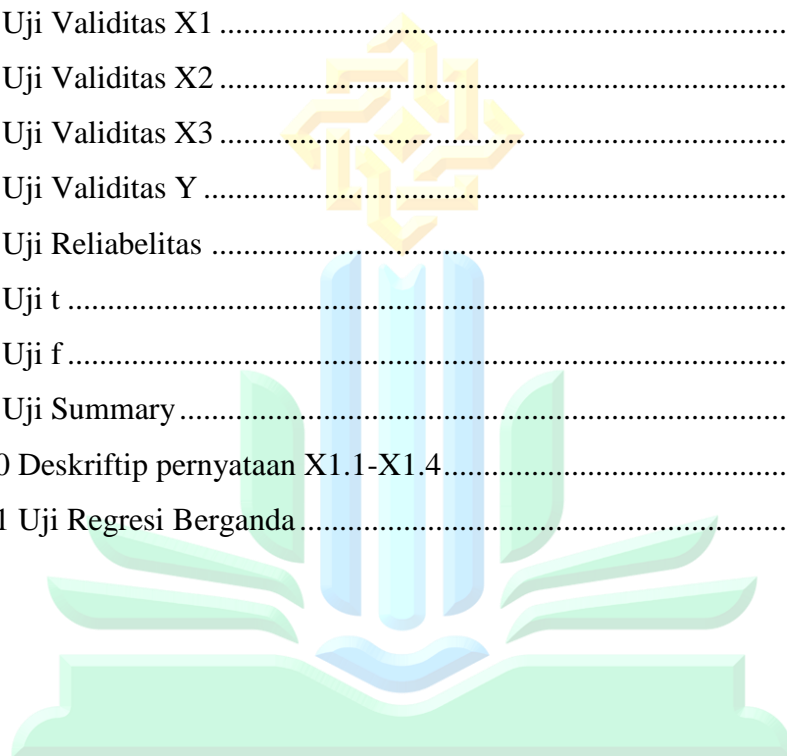 Uji Validitas X1 ........................................................................
Uji Validitas X2 ........................................................................
Uji Validitas X3 ........................................................................
Uji Validitas Y ..........................................................................
Uji Reliabelitas .........................................................................
Uji t ...........................................................................................
Uji f ...........................................................................................
Uji Summary .............................................................................
0 Deskriftip pernyataan X1.1-X1.4 ...........................................
1 Uji Regresi Berganda .............................................................